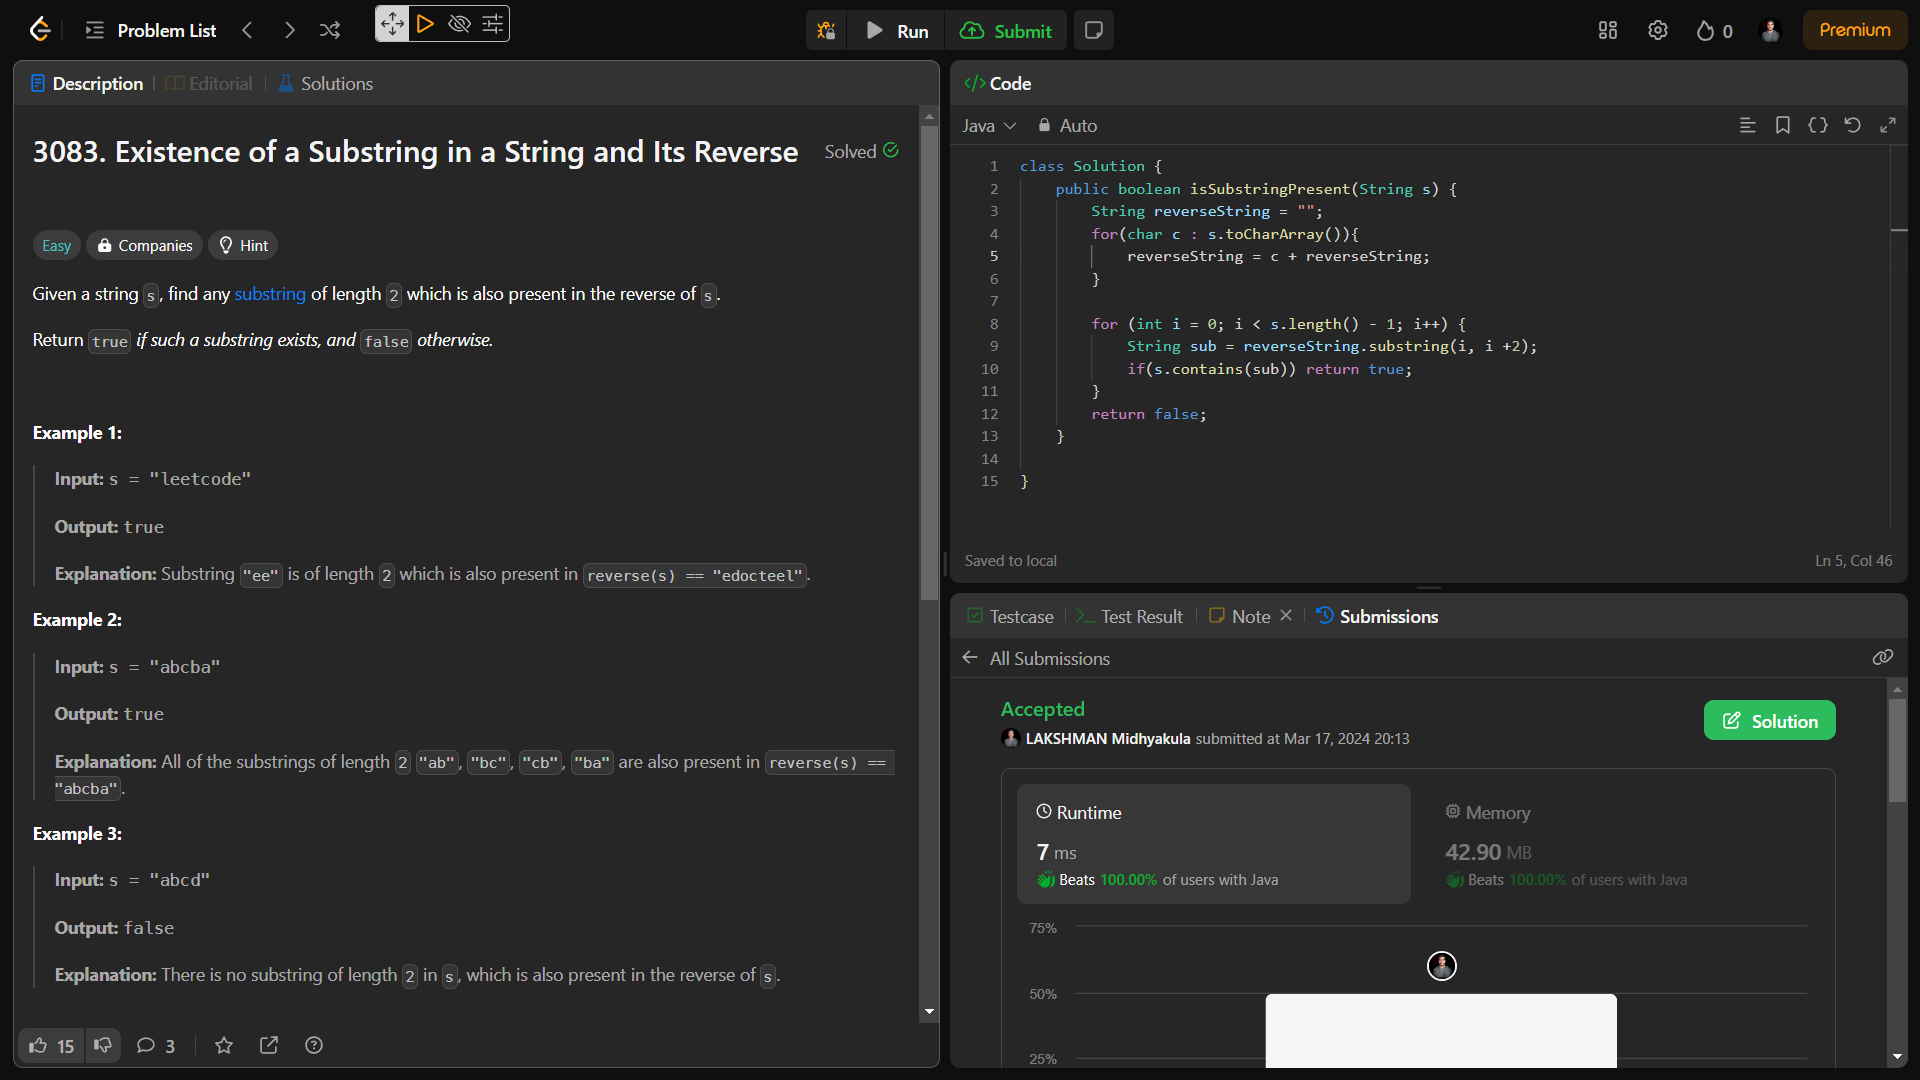 Problem List
Run
Submit
0
Premium
Description
Editorial
Solutions
3083. Existence of a Substring in a String and Its Reverse
Solved
Easy
Companies
Hint
Given a string s, find any substring of length 2 which is also present in the reverse of s.
Return true if such a substring exists, and false otherwise.
Example 1:
Input: s = "leetcode"
Output: true
Explanation: Substring "ee" is of length 2 which is also present in reverse(s) == "edocteel".
Example 2:
Input: s = "abcba"
Output: true
Explanation: All of the substrings of length 2 "ab", "bc", "cb", "ba" are also present in reverse(s) ==
"abcba".
Example 3:
Input: s = "abcd"
Output: false
Explanation: There is no substring of length 2 in s, which is also present in the reverse of s.
15
3
</> Code
Java
Auto
1 class Solution {
2 public boolean isSubstringPresent(String s) {
3 String reverseString = "";
4 for(char c : s.toCharArray()){
5 reverseString = c + reverseString;
6 }
7
8 for (int i = 0; i < s.length() - 1; i++) {
9 String sub = reverseString.substring(i, i +2);
10 if(s.contains(sub)) return true;
11 }
12 return false;
13 }
14
15 }
Saved to local
Ln 5, Col 46
Testcase
Test Result
Note
Submissions
All Submissions
Accepted
LAKSHMAN Midhyakula submitted at Mar 17, 2024 20:13
Solution
Runtime
7 ms
Beats 100.00% of users with Java
Memory
42.90 MB
Beats 100.00% of users with Java
75%
50%
25%